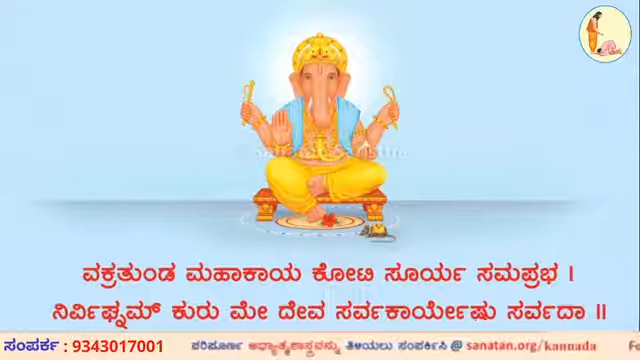 ವಕ್ರತುಂಡ ಮಹಾಕಾಯ ಕೋಟಿ ಸೂರ್ಯ ಸಮಪ್ರಭ ।
ನಿರ್ವಿಘ್ನಮ್ ಕುರು ಮೇ ದೇವ ಸರ್ವಕಾರ್ಯೇಷು ಸರ್ವದಾ ॥
ಸಂಪರ್ಕ : 9343017001 ಪರಿಪೂರ್ಣ ಅಧ್ಯಾತ್ಮಶಾಸ್ತ್ರವನ್ನು ತಿಳಿಯಲು ಸಂಪರ್ಕಿಸಿ @ sanatan.org/kannada